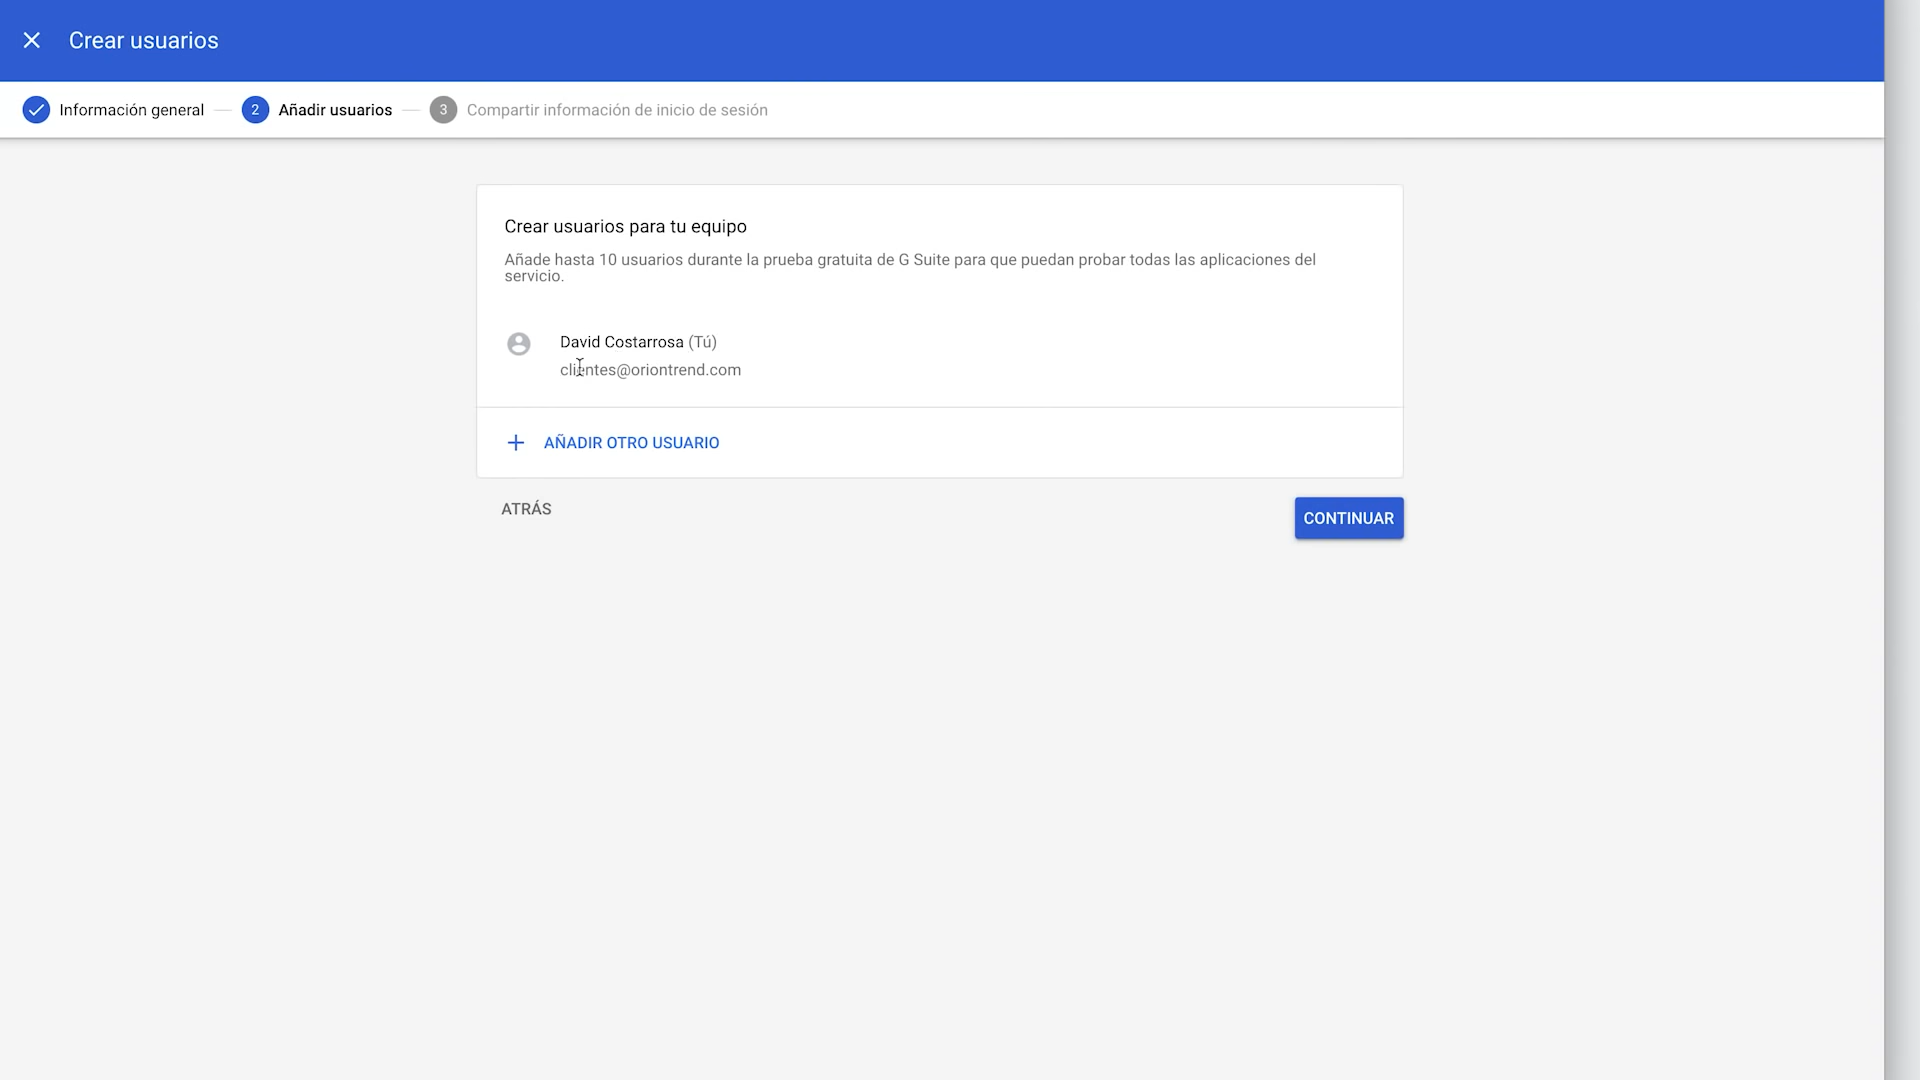 Crear usuarios
Información general
2 Añadir usuarios
3 Compartir información de inicio de sesión
Crear usuarios para tu equipo
Añade hasta 10 usuarios durante la prueba gratuita de G Suite para que puedan probar todas las aplicaciones del
servicio.
David Costarrosa (Tú)
clientes@oriontrend.com
AÑADIR OTRO USUARIO
ATRÁS
CONTINUAR